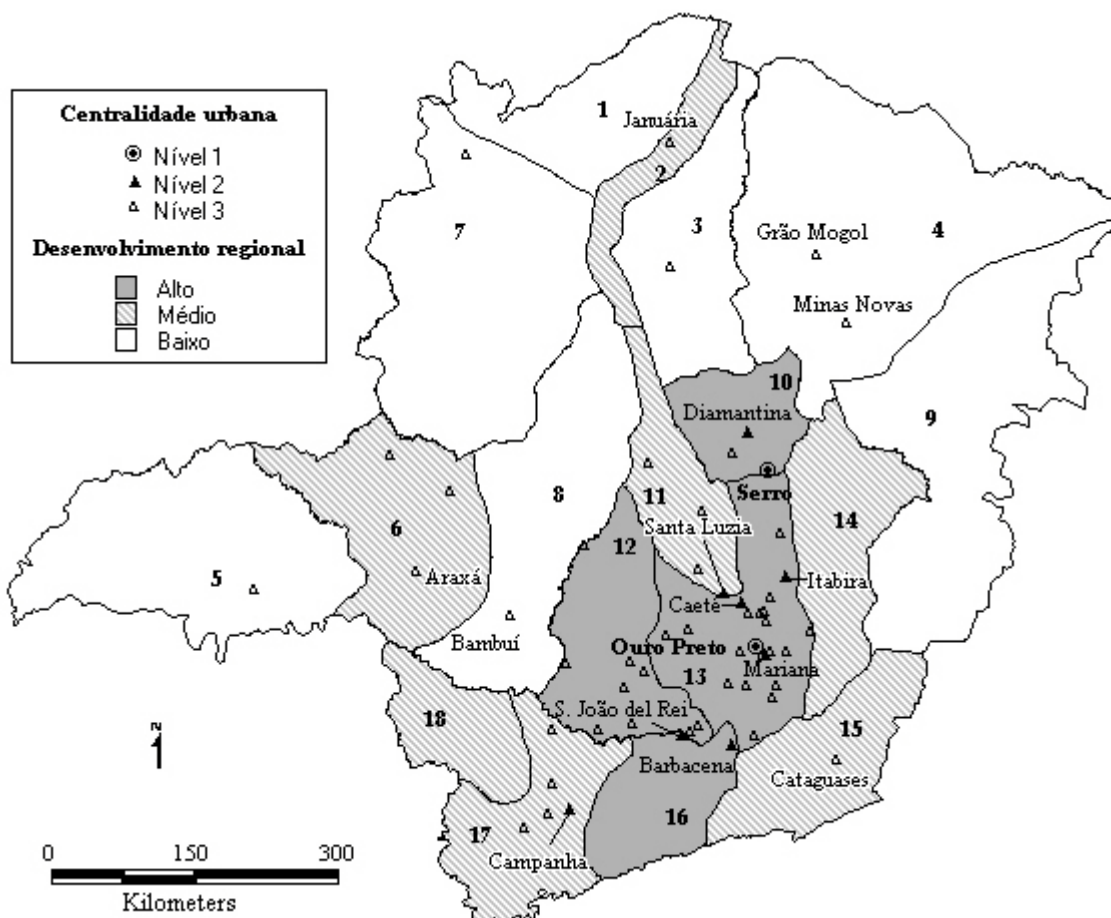 Centralidade urbana
Nível 1
Nível 2
Nível 3
Desenvolvimento regional
Alto
Médio
Baixo
1
Januária
2
7
3
Grão Mogol
4
Minas Novas
10
Diamantina
9
8
11
Serro
6
Santa Luzia
12
14
5
Araxá
Itabira
Caeté
Bambuí
Ouro Preto
Mariana
13
18
S. João del Rei
15
N
Barbacena
Cataguases
16
17
Campanha
0 150 300
Kilometers